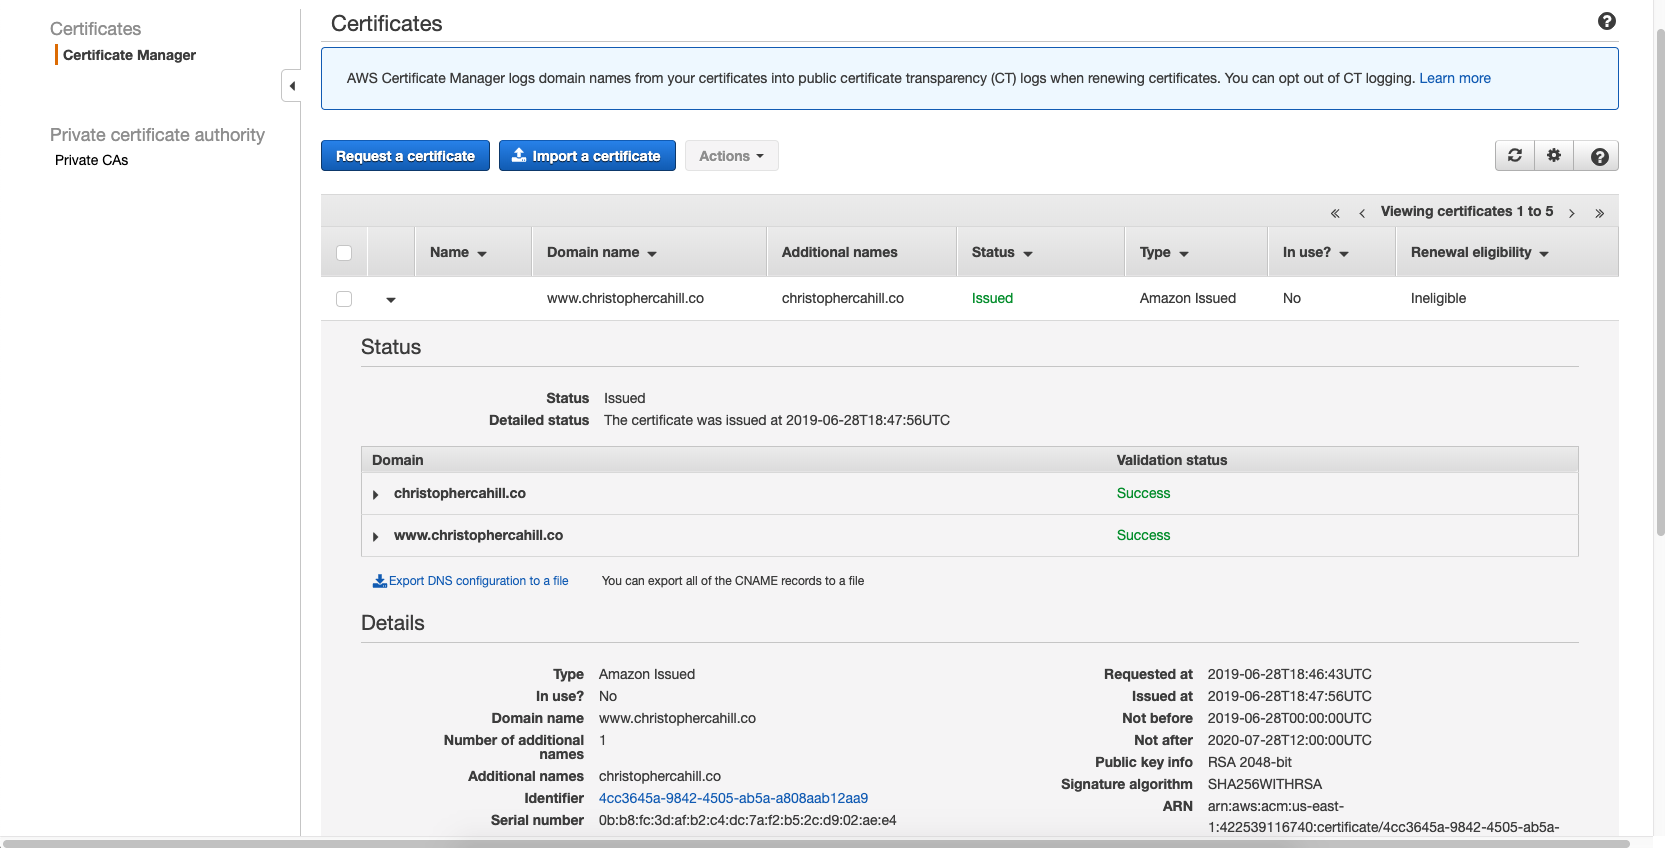 Certificates
Certificate Manager
Private certificate authority
Private CAs
Certificates
AWS Certificate Manager logs domain names from your certificates into public certificate transparency (CT) logs when renewing certificates. You can opt out of CT logging. Learn more
Request a certificate Import a certificate Actions
« ‹ Viewing certificates 1 to 5 › »
Name Domain name Additional names Status Type In use? Renewal eligibility
www.christophercahill.co christophercahill.co Issued Amazon Issued No Ineligible
Status
Status Issued
Detailed status The certificate was issued at 2019-06-28T18:47:56UTC
Domain Validation status
christophercahill.co Success
www.christophercahill.co Success
Export DNS configuration to a file You can export all of the CNAME records to a file
Details
Type Amazon Issued
In use? No
Domain name www.christophercahill.co
Number of additional names 1
Additional names christophercahill.co
Identifier 4cc3645a-9842-4505-ab5a-a808aab12aa9
Serial number 0b:b8:fc:3d:af:b2:c4:dc:7a:f2:b5:2c:d9:02:ae:e4
Requested at 2019-06-28T18:46:43UTC
Issued at 2019-06-28T18:47:56UTC
Not before 2019-06-28T00:00:00UTC
Not after 2020-07-28T12:00:00UTC
Public key info RSA 2048-bit
Signature algorithm SHA256WITHRSA
ARN arn:aws:acm:us-east-
1:422539116740:certificate/4cc3645a-9842-4505-ab5a-